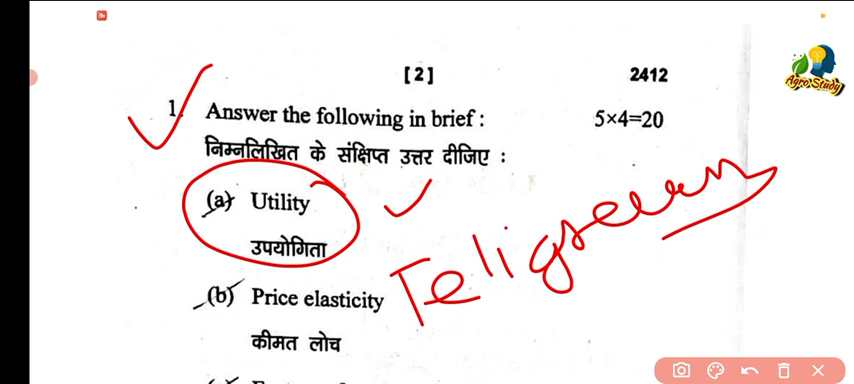 [2] 2412
Agro Study
1. Answer the following in brief : 5×4=20
निम्नलिखित के संक्षिप्त उत्तर दीजिए :
(a) Utility
उपयोगिता
(b) Price elasticity
कीमत लोच